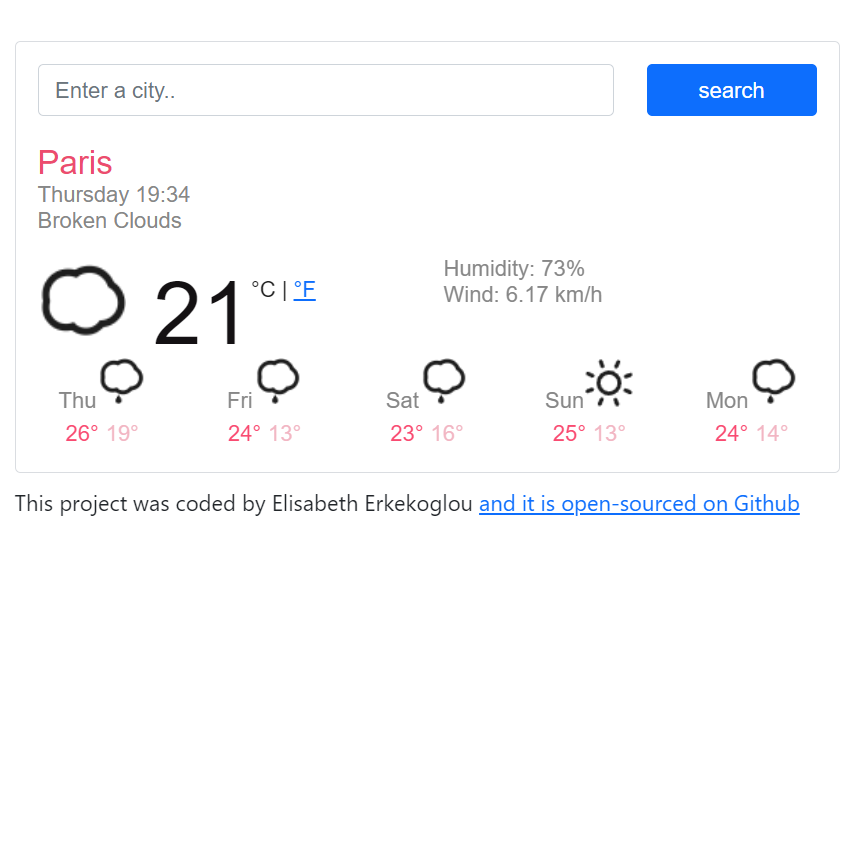 Enter a city..
search
Paris
Thursday 19:34
Broken Clouds
21 °C | °F
Humidity: 73%
Wind: 6.17 km/h
Thu
26° 19°
Fri
24° 13°
Sat
23° 16°
Sun
25° 13°
Mon
24° 14°
This project was coded by Elisabeth Erkekoglou and it is open-sourced on Github